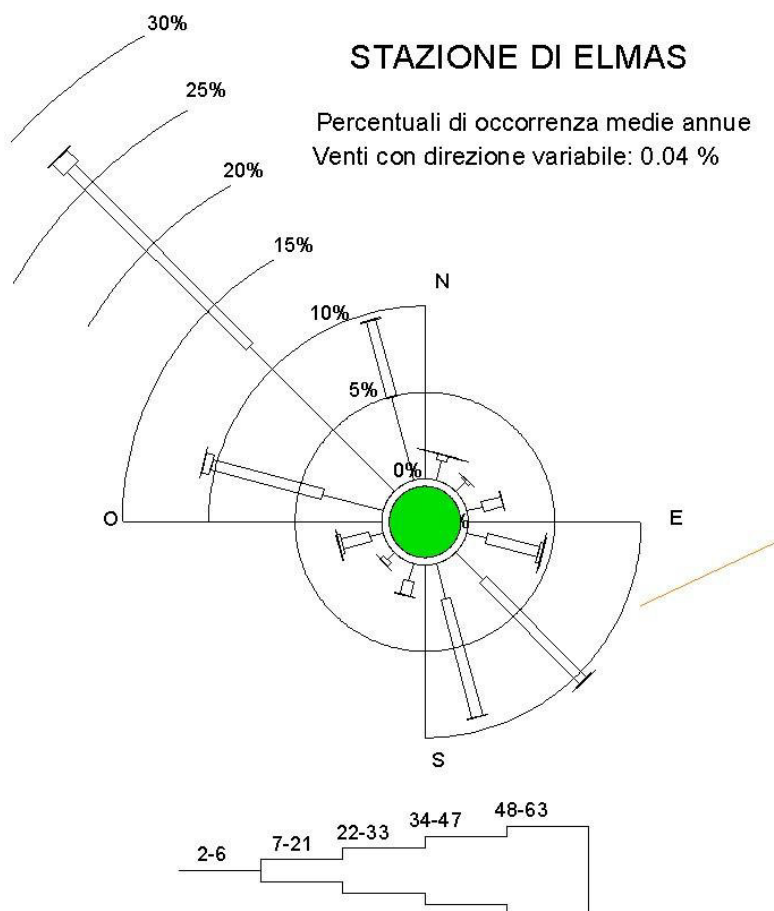 30%
STAZIONE DI ELMAS
25%
Percentuali di occorrenza medie annue
Venti con direzione variabile: 0.04 %
20%
15%
N
10%
5%
0%
O
%
E
S
2-6
7-21
22-33
34-47
48-63